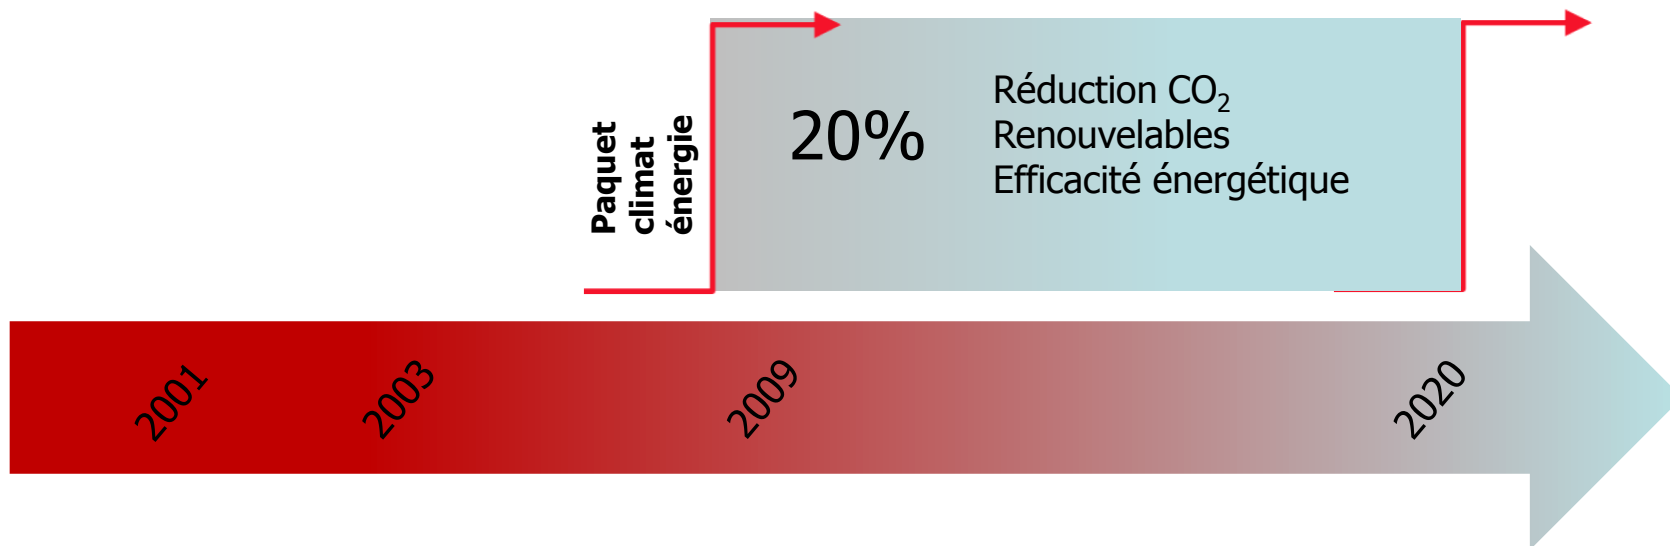 Paquet
climat
énergie
20%
Réduction CO₂
Renouvelables
Efficacité énergétique
2001
2003
2009
2020